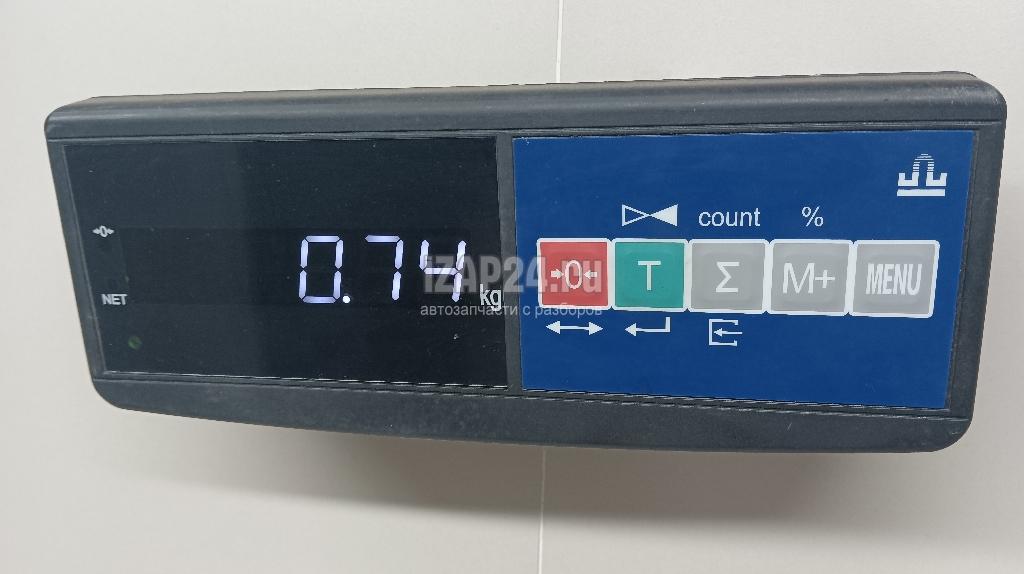 count %
→0←
NET
0.74 kg
→0← T Σ M+ MENU
iZAP24.ru
автозапчасти с разборов